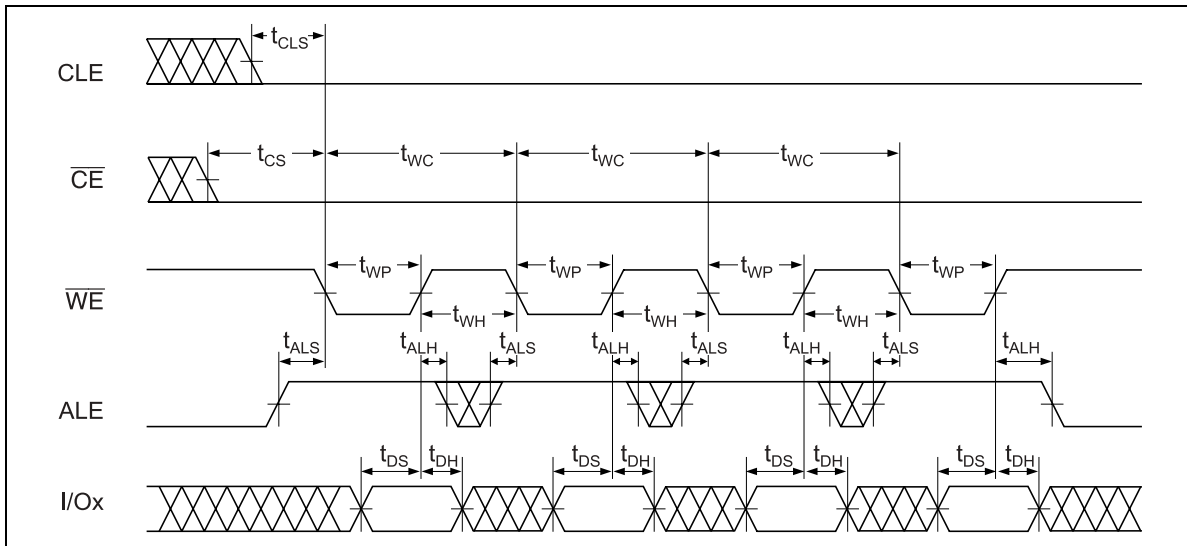 tCLS
CLE
tCS tWC tWC tWC
CE
tWP tWP tWP tWP
WE
tWH tWH tWH
tALS tALH tALS tALH tALS tALH tALS tALH
ALE
tDS tDH tDS tDH tDS tDH tDS tDH
I/Ox